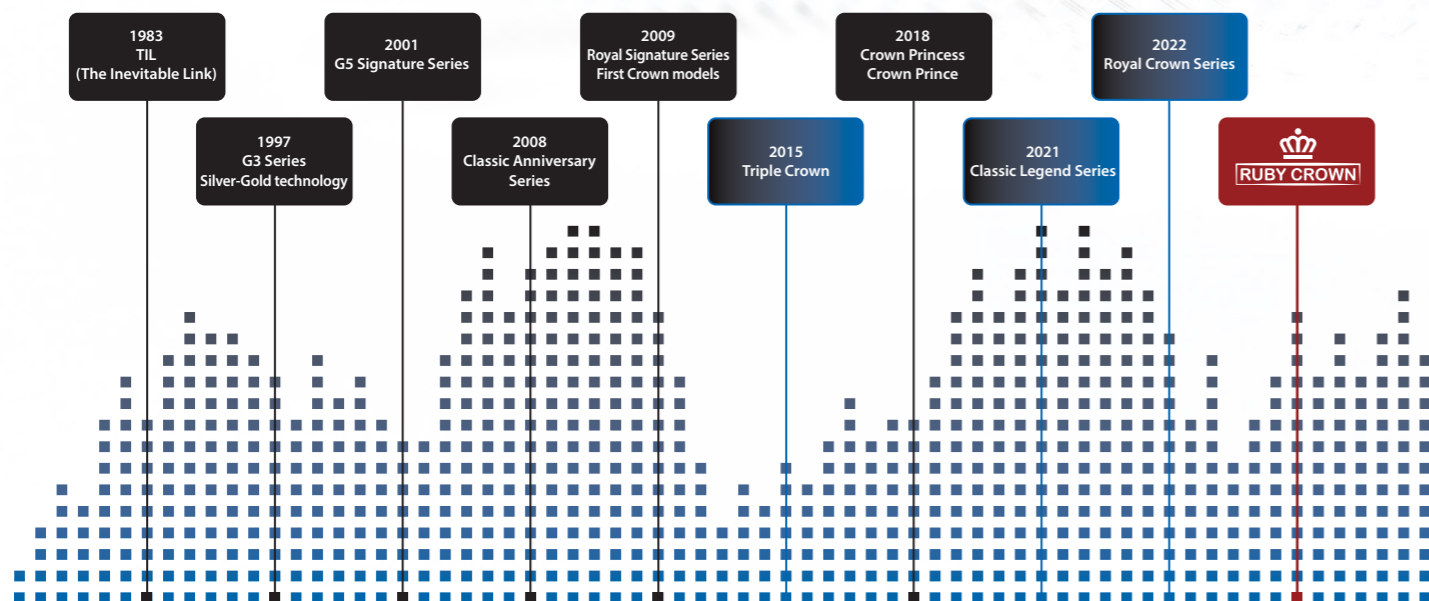 1983
TIL
(The Inevitable Link)
1997
G3 Series
Silver-Gold technology
2001
G5 Signature Series
2008
Classic Anniversary
Series
2009
Royal Signature Series
First Crown models
2015
Triple Crown
2018
Crown Princess
Crown Prince
2021
Classic Legend Series
2022
Royal Crown Series
RUBY CROWN